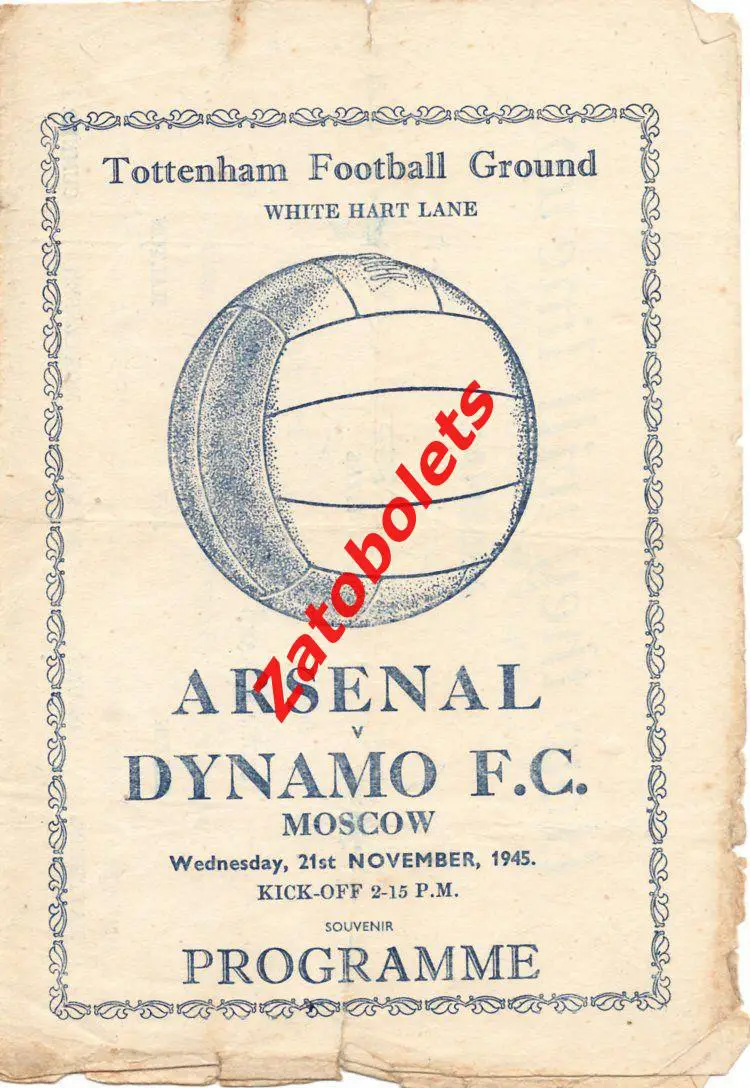 Tottenham Football Ground
WHITE HART LANE
Zatobolets
ARSENAL
v
DYNAMO F.C.
MOSCOW
Wednesday, 21st NOVEMBER, 1945.
KICK-OFF 2-15 P.M.
SOUVENIR
PROGRAMME